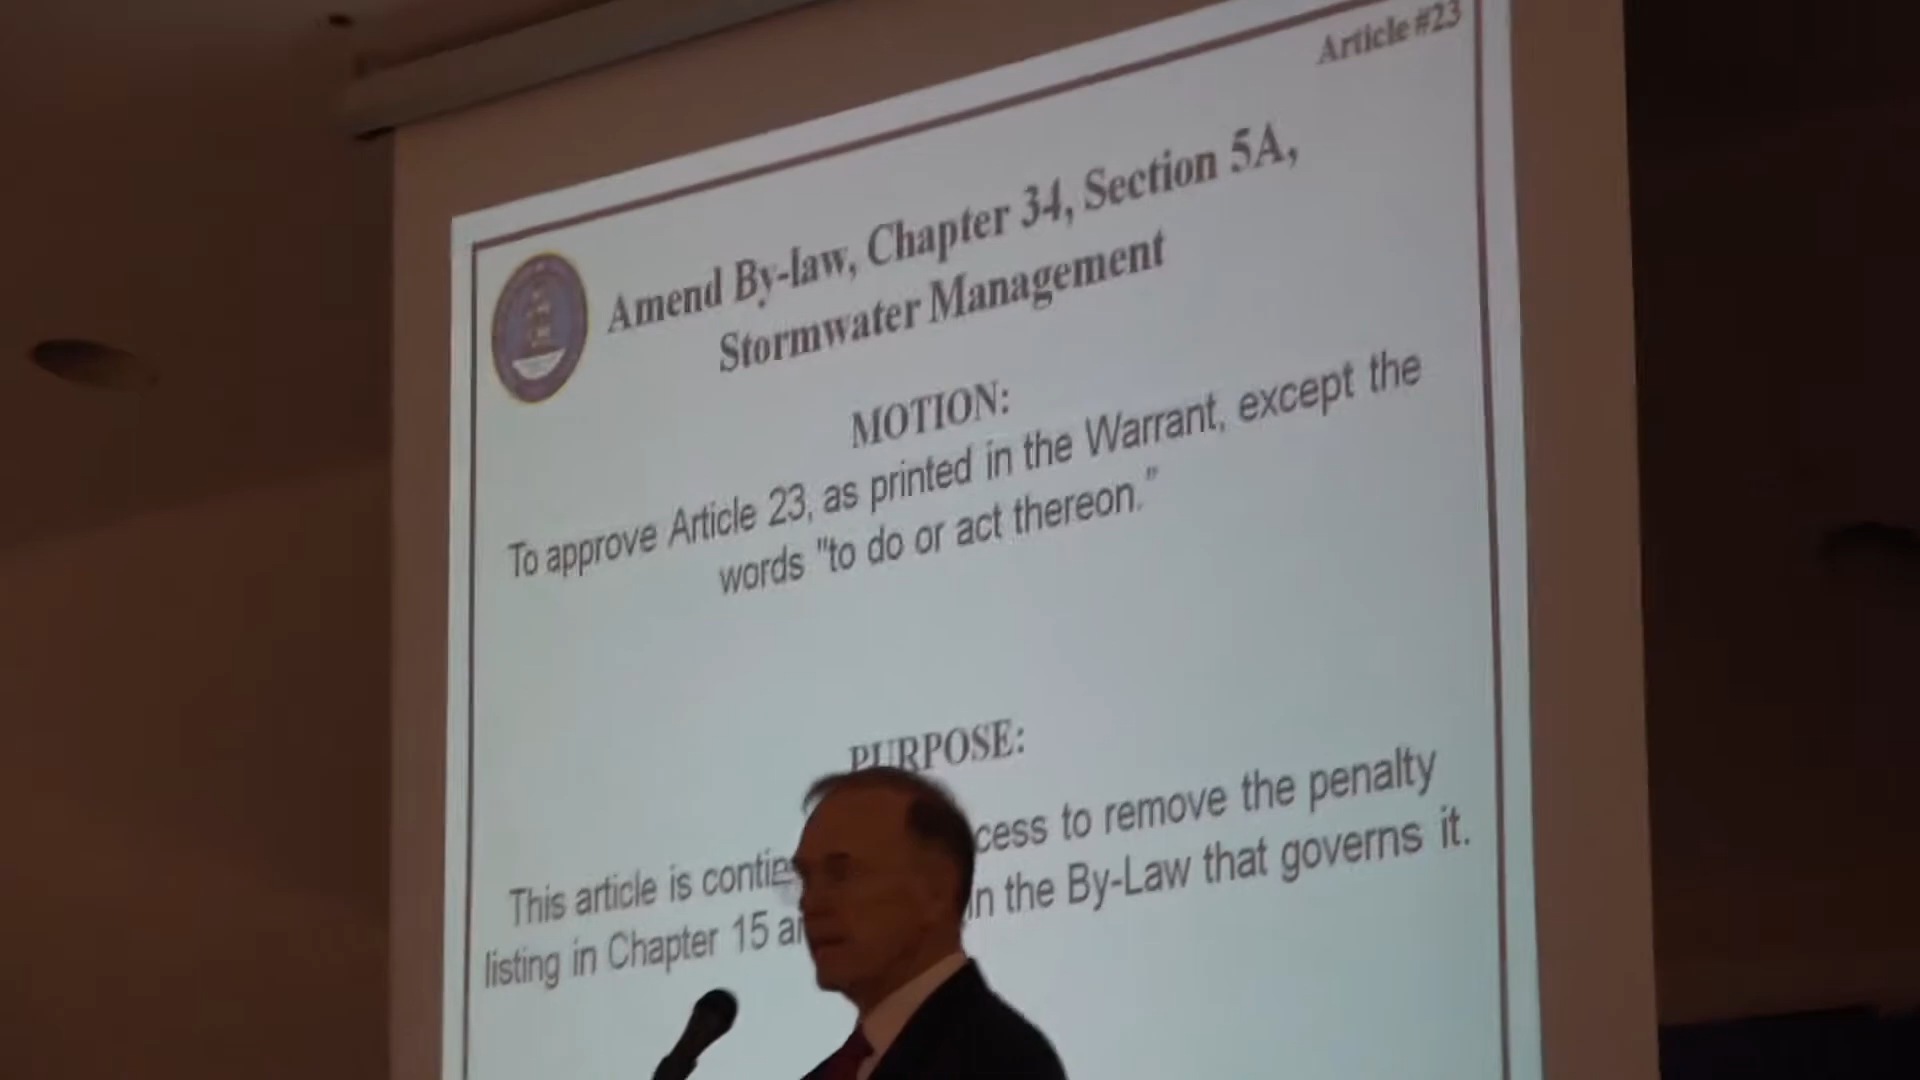 Article #23
Amend By-law, Chapter 34, Section 5A,
Stormwater Management
MOTION:
To approve Article 23, as printed in the Warrant, except the
words "to do or act thereon."
PURPOSE:
This article is cess to remove the penalty
listing in Chapter 15 in the By-Law that governs it.